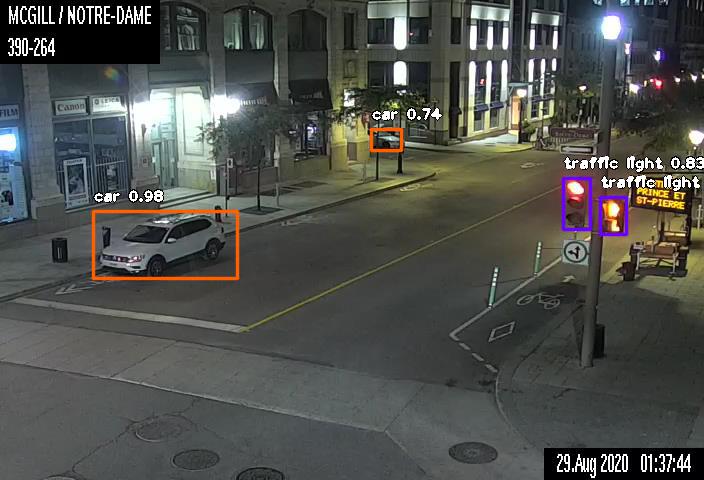 MCGILL / NOTRE-DAME
390-264
car 0.74
traffic light 0.83
traffic light
PRINCE ET
ST-PIERRE
Canon
car 0.98
29.Aug 2020 01:37:44